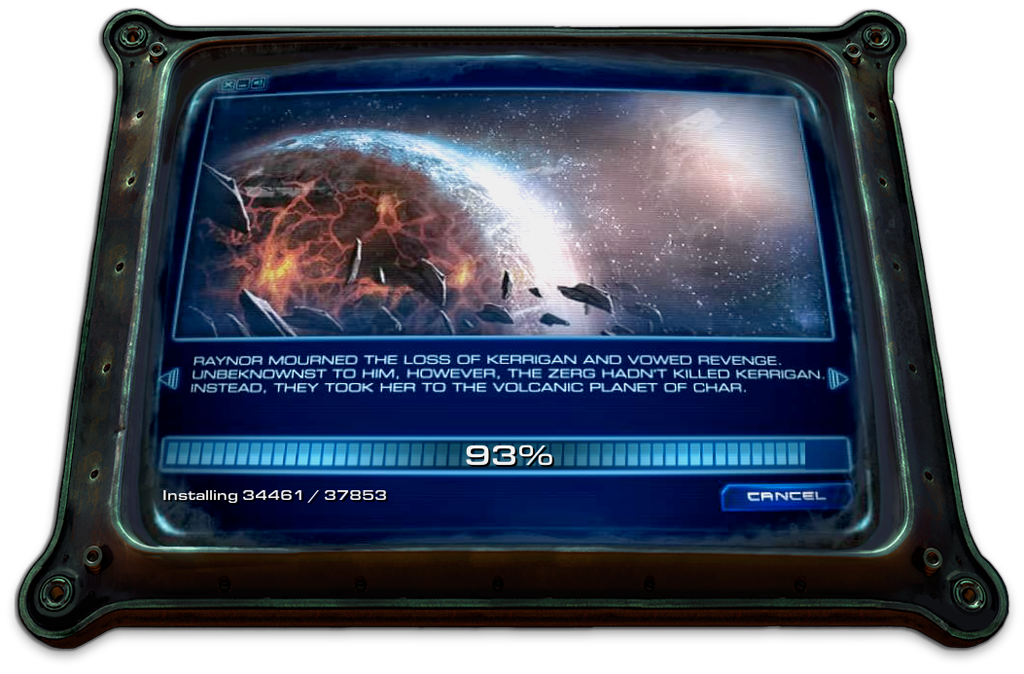 RAYNOR MOURNED THE LOSS OF KERRIGAN AND VOWED REVENGE.
UNBEKNOWNST TO HIM, HOWEVER, THE ZERG HADN'T KILLED KERRIGAN.
INSTEAD, THEY TOOK HER TO THE VOLCANIC PLANET OF CHAR.
93%
Installing 34461 / 37853
CANCEL